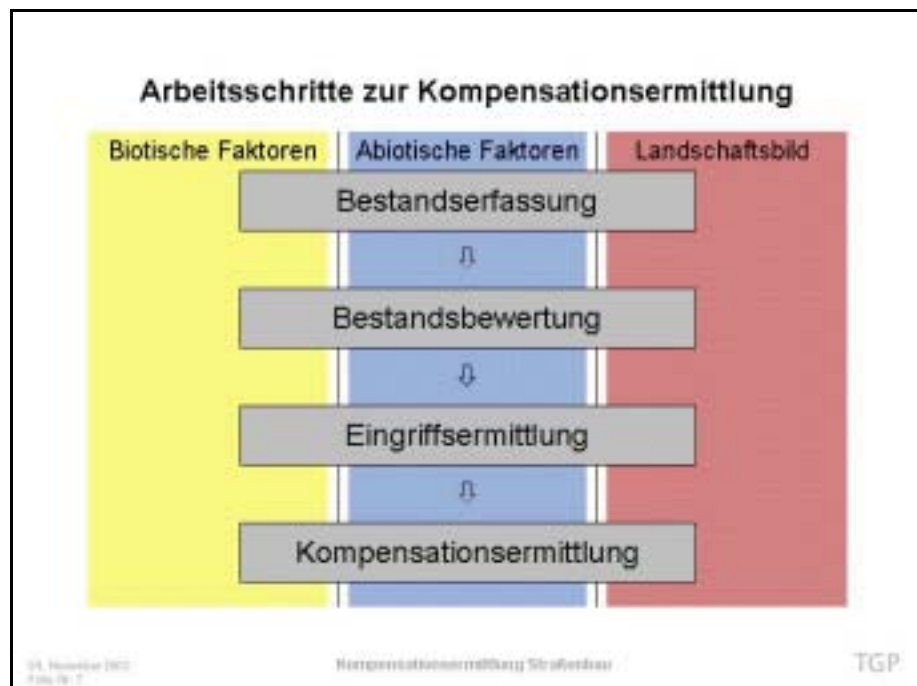 Arbeitsschritte zur Kompensationsermittlung
Biotische Faktoren
Abiotische Faktoren
Landschaftsbild
Bestandserfassung
Bestandsbewertung
Eingriffsermittlung
Kompensationsermittlung
Kompensationsermittlung Straßenbau
TGP